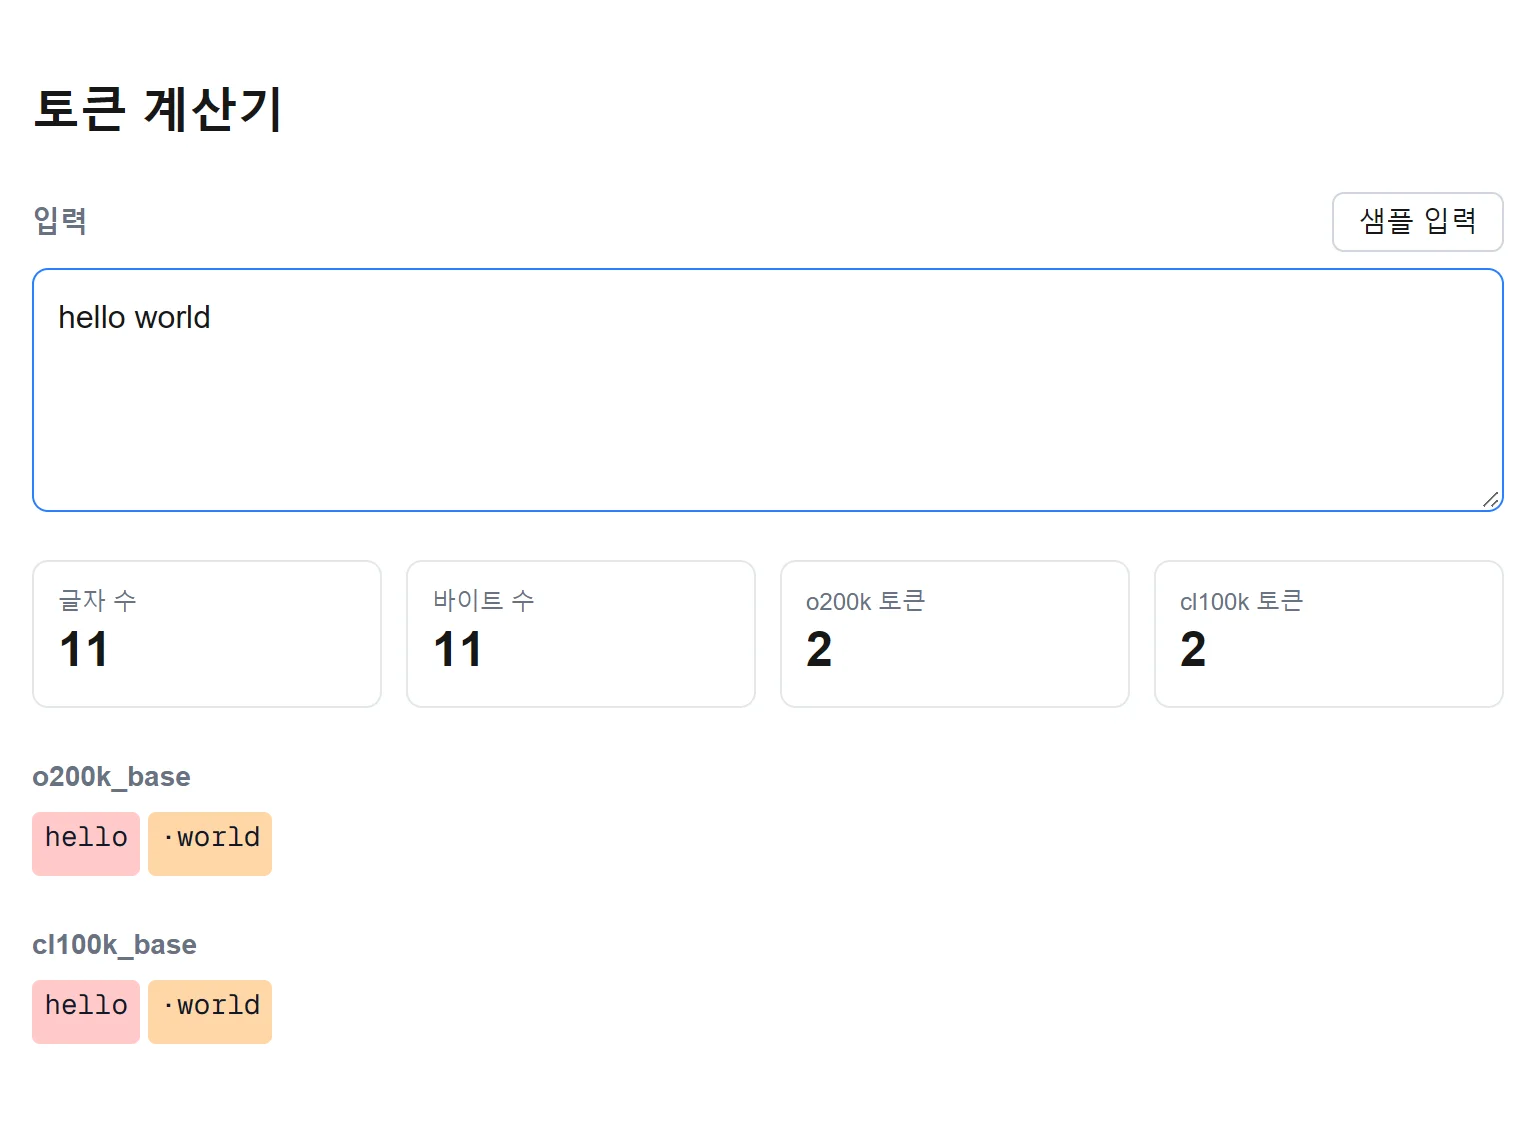 토큰 계산기
입력
샘플 입력
hello world
글자 수
11
바이트 수
11
o200k 토큰
2
cl100k 토큰
2
o200k_base
hello ·world
cl100k_base
hello ·world